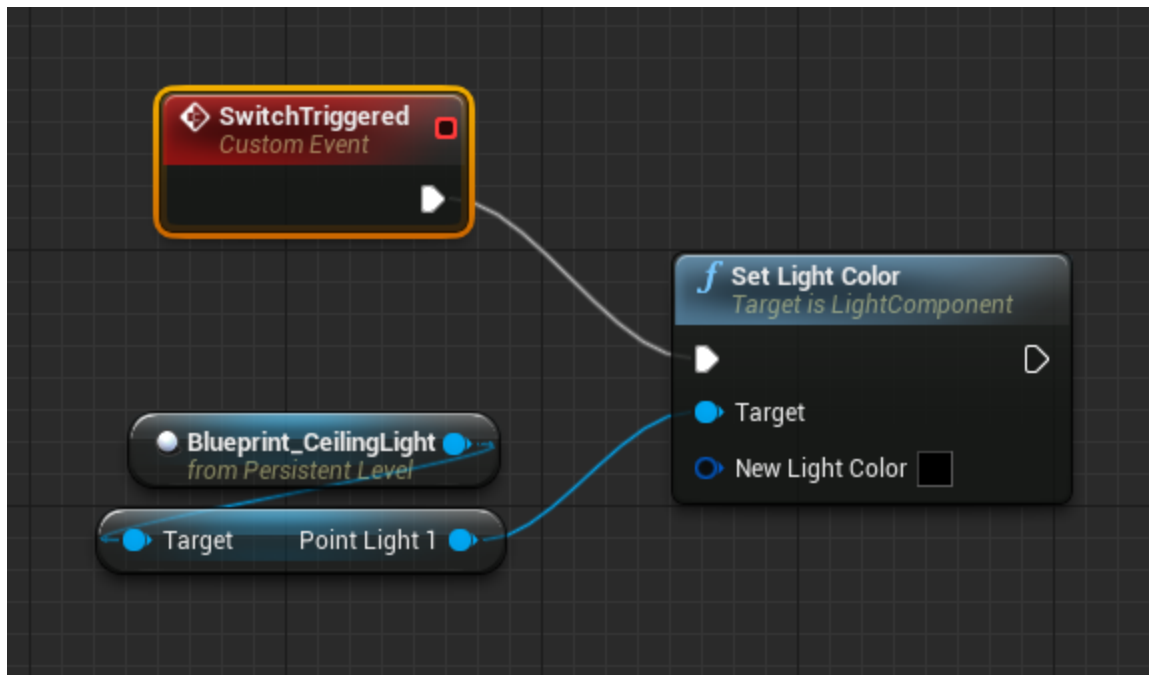 SwitchTriggered
Custom Event
f Set Light Color
Target is LightComponent
Target
New Light Color
Blueprint_CeilingLight
from Persistent Level
Target Point Light 1